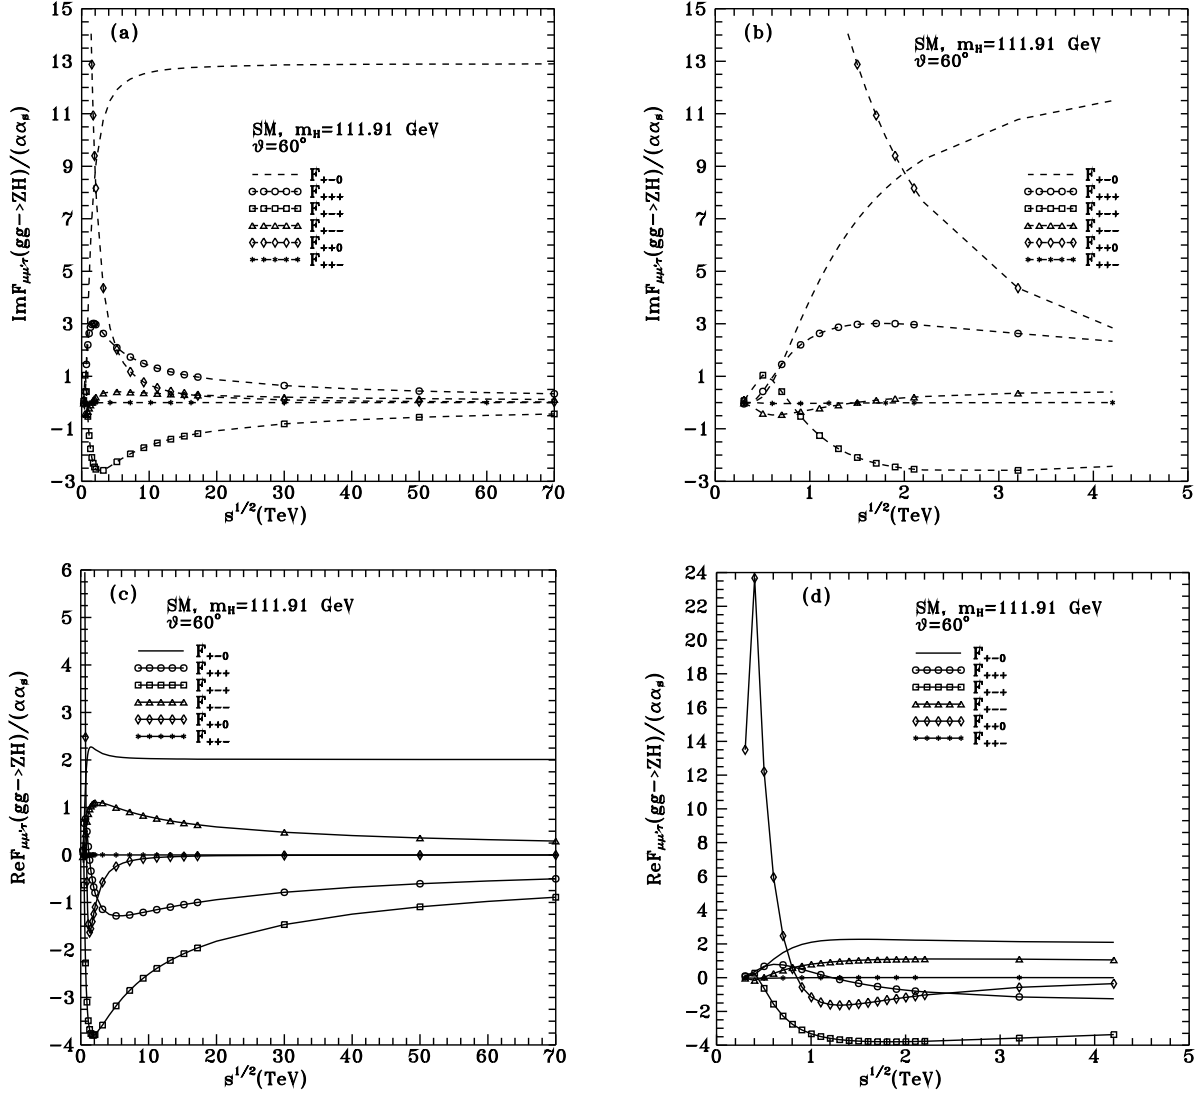 (a)
SM, m_H=111.91 GeV
ϑ=60°
F_{+-0}
F_{+++}
F_{+-+}
F_{+--}
F_{++0}
F_{++-}
ImF_{μμ'τ}(gg->ZH)/(αα_s)
15
13
11
9
7
5
3
1
-1
-3
0 10 20 30 40 50 60 70
s^{1/2}(TeV)
(b)
SM, m_H=111.91 GeV
ϑ=60°
F_{+-0}
F_{+++}
F_{+-+}
F_{+--}
F_{++0}
F_{++-}
ImF_{μμ'τ}(gg->ZH)/(αα_s)
15
13
11
9
7
5
3
1
-1
-3
0 1 2 3 4 5
s^{1/2}(TeV)
(c)
SM, m_H=111.91 GeV
ϑ=60°
F_{+-0}
F_{+++}
F_{+-+}
F_{+--}
F_{++0}
F_{++-}
ReF_{μμ'τ}(gg->ZH)/(αα_s)
6
5
4
3
2
1
0
-1
-2
-3
-4
0 10 20 30 40 50 60 70
s^{1/2}(TeV)
(d)
SM, m_H=111.91 GeV
ϑ=60°
F_{+-0}
F_{+++}
F_{+-+}
F_{+--}
F_{++0}
F_{++-}
ReF_{μμ'τ}(gg->ZH)/(αα_s)
24
22
20
18
16
14
12
10
8
6
4
2
0
-2
-4
0 1 2 3 4 5
s^{1/2}(TeV)